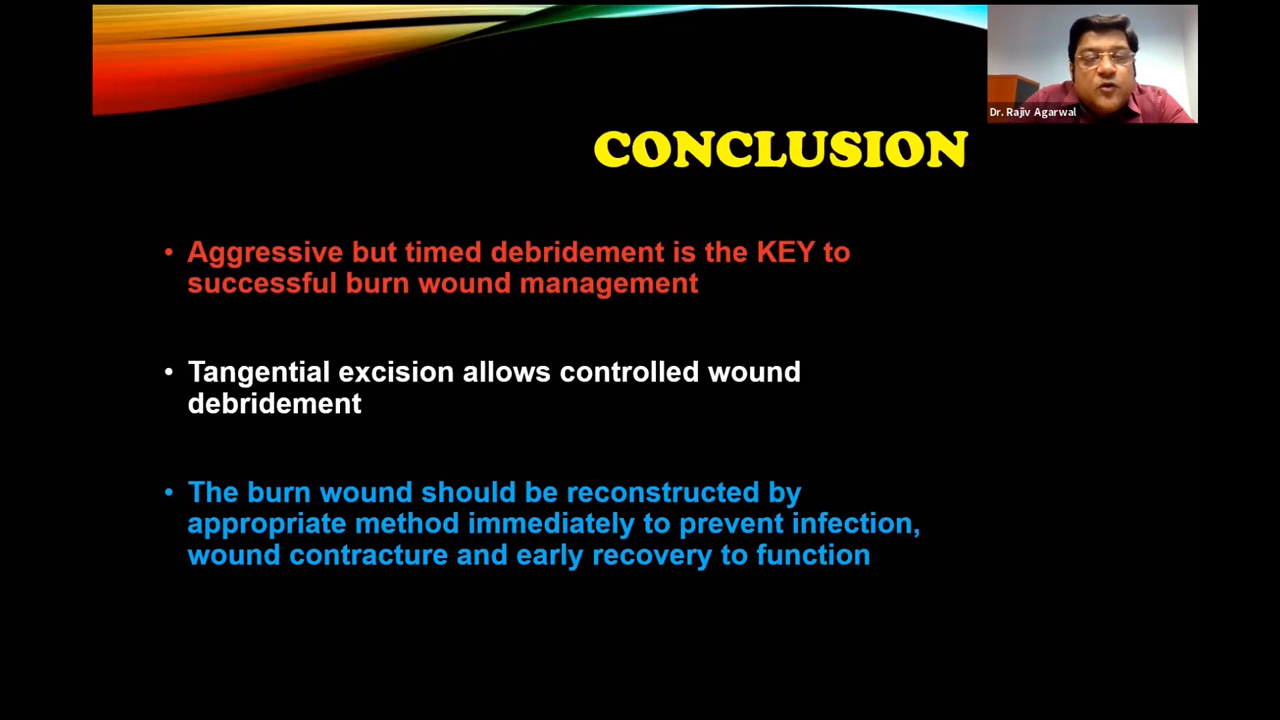 Dr. Rajiv Agarwal
CONCLUSION
• Aggressive but timed debridement is the KEY to
successful burn wound management
• Tangential excision allows controlled wound
debridement
• The burn wound should be reconstructed by
appropriate method immediately to prevent infection,
wound contracture and early recovery to function